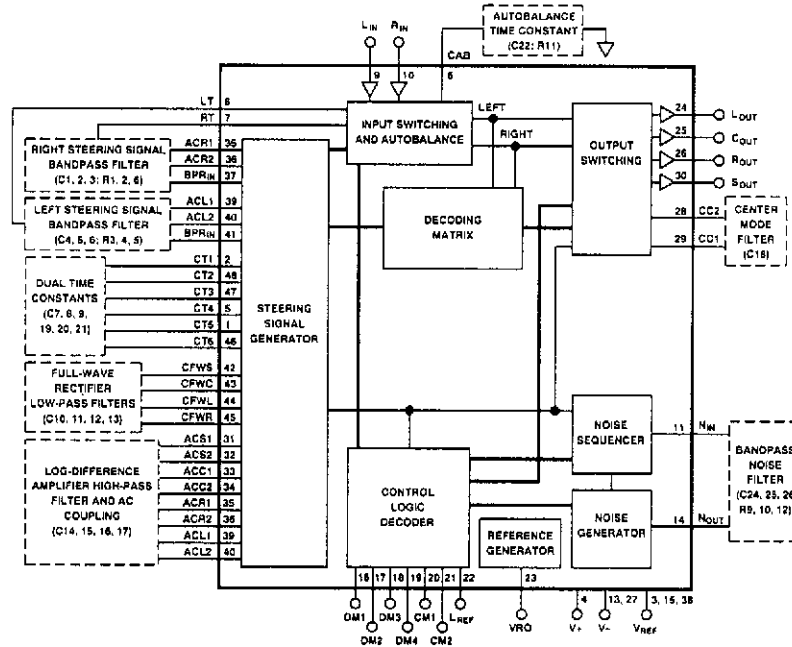 AUTOBALANCE
TIME CONSTANT
(C22; R11)
LIN
RIN
CAB
9
10
6
LT
8
RT
7
RIGHT STEERING SIGNAL
BANDPASS FILTER
(C1, 2, 3; R1, 2, 6)
ACR1
35
ACR2
36
BPRIN
37
LEFT STEERING SIGNAL
BANDPASS FILTER
(C4, 5, 6; R3, 4, 5)
ACL1
39
ACL2
40
BPRIN
41
DUAL TIME
CONSTANTS
(C7, 8, 9,
19, 20, 21)
CT1
2
CT2
48
CT3
47
CT4
5
CT5
1
CT6
46
FULL-WAVE
RECTIFIER
LOW-PASS FILTERS
(C10, 11, 12, 13)
CFWS
42
CFWC
43
CFWL
44
CFWR
45
LOG-DIFFERENCE
AMPLIFIER HIGH-PASS
FILTER AND AC
COUPLING
(C14, 15, 16, 17)
ACS1
31
ACS2
32
ACC1
33
ACC2
34
ACR1
35
ACR2
36
ACL1
39
ACL2
40
STEERING
SIGNAL
GENERATOR
INPUT SWITCHING
AND AUTOBALANCE
LEFT
RIGHT
DECODING
MATRIX
OUTPUT
SWITCHING
24
LOUT
25
COUT
26
ROUT
30
SOUT
28
CC2
29
CC1
CENTER
MODE
FILTER
(C18)
CONTROL
LOGIC
DECODER
NOISE
SEQUENCER
11
NIN
NOISE
GENERATOR
14
NOUT
BANDPASS
NOISE
FILTER
(C24, 25, 26
R9, 10, 12)
REFERENCE
GENERATOR
16
17
18
19
20,
21
22
23
4
13, 27
3, 15, 38
DM1
DM2
DM3
DM4
CM1
CM2
LREF
VRO
V+
V-
VREF